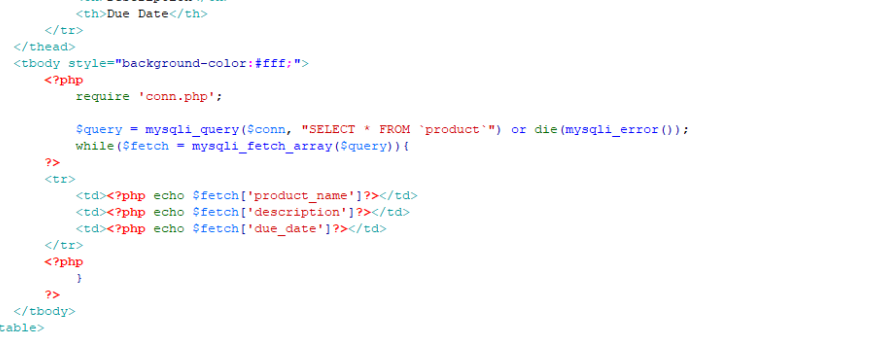 <th>Due Date</th>
</tr>
</thead>
<tbody style="background-color:#fff;">
<?php
require 'conn.php';
$query = mysqli_query($conn, "SELECT * FROM `product`") or die(mysqli_error());
while($fetch = mysqli_fetch_array($query)){
?>
<tr>
<td><?php echo $fetch['product_name']?></td>
<td><?php echo $fetch['description']?></td>
<td><?php echo $fetch['due_date']?></td>
</tr>
<?php
}
?>
</tbody>
table>